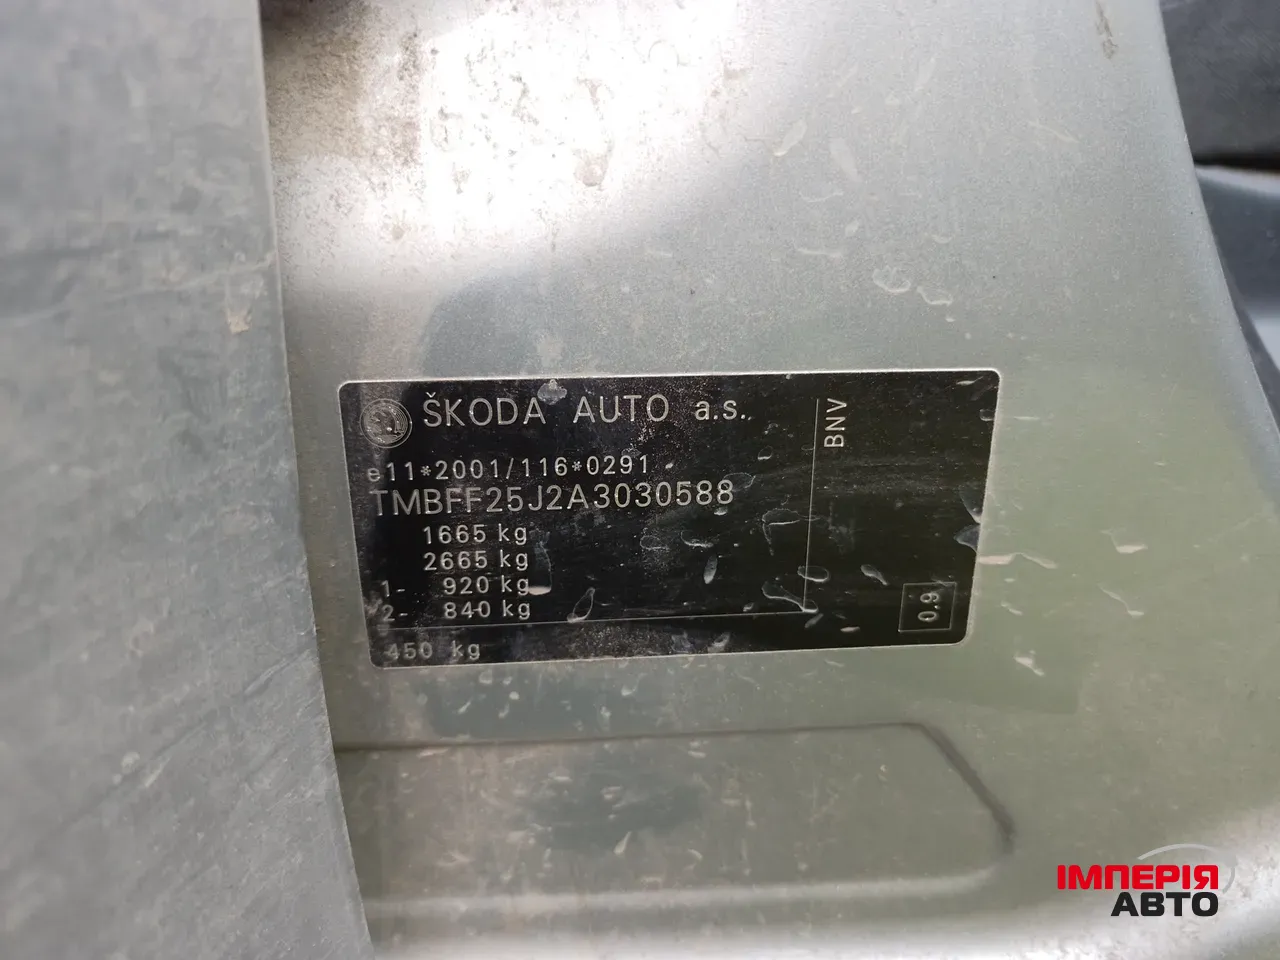 ŠKODA AUTO a.s.
BNV
e11*2001/116*0291
TMBFF25J2A3030588
1665 kg
2665 kg
1- 920 kg
2- 840 kg
0.9
450 kg
ІМПЕРІЯ
АВТО